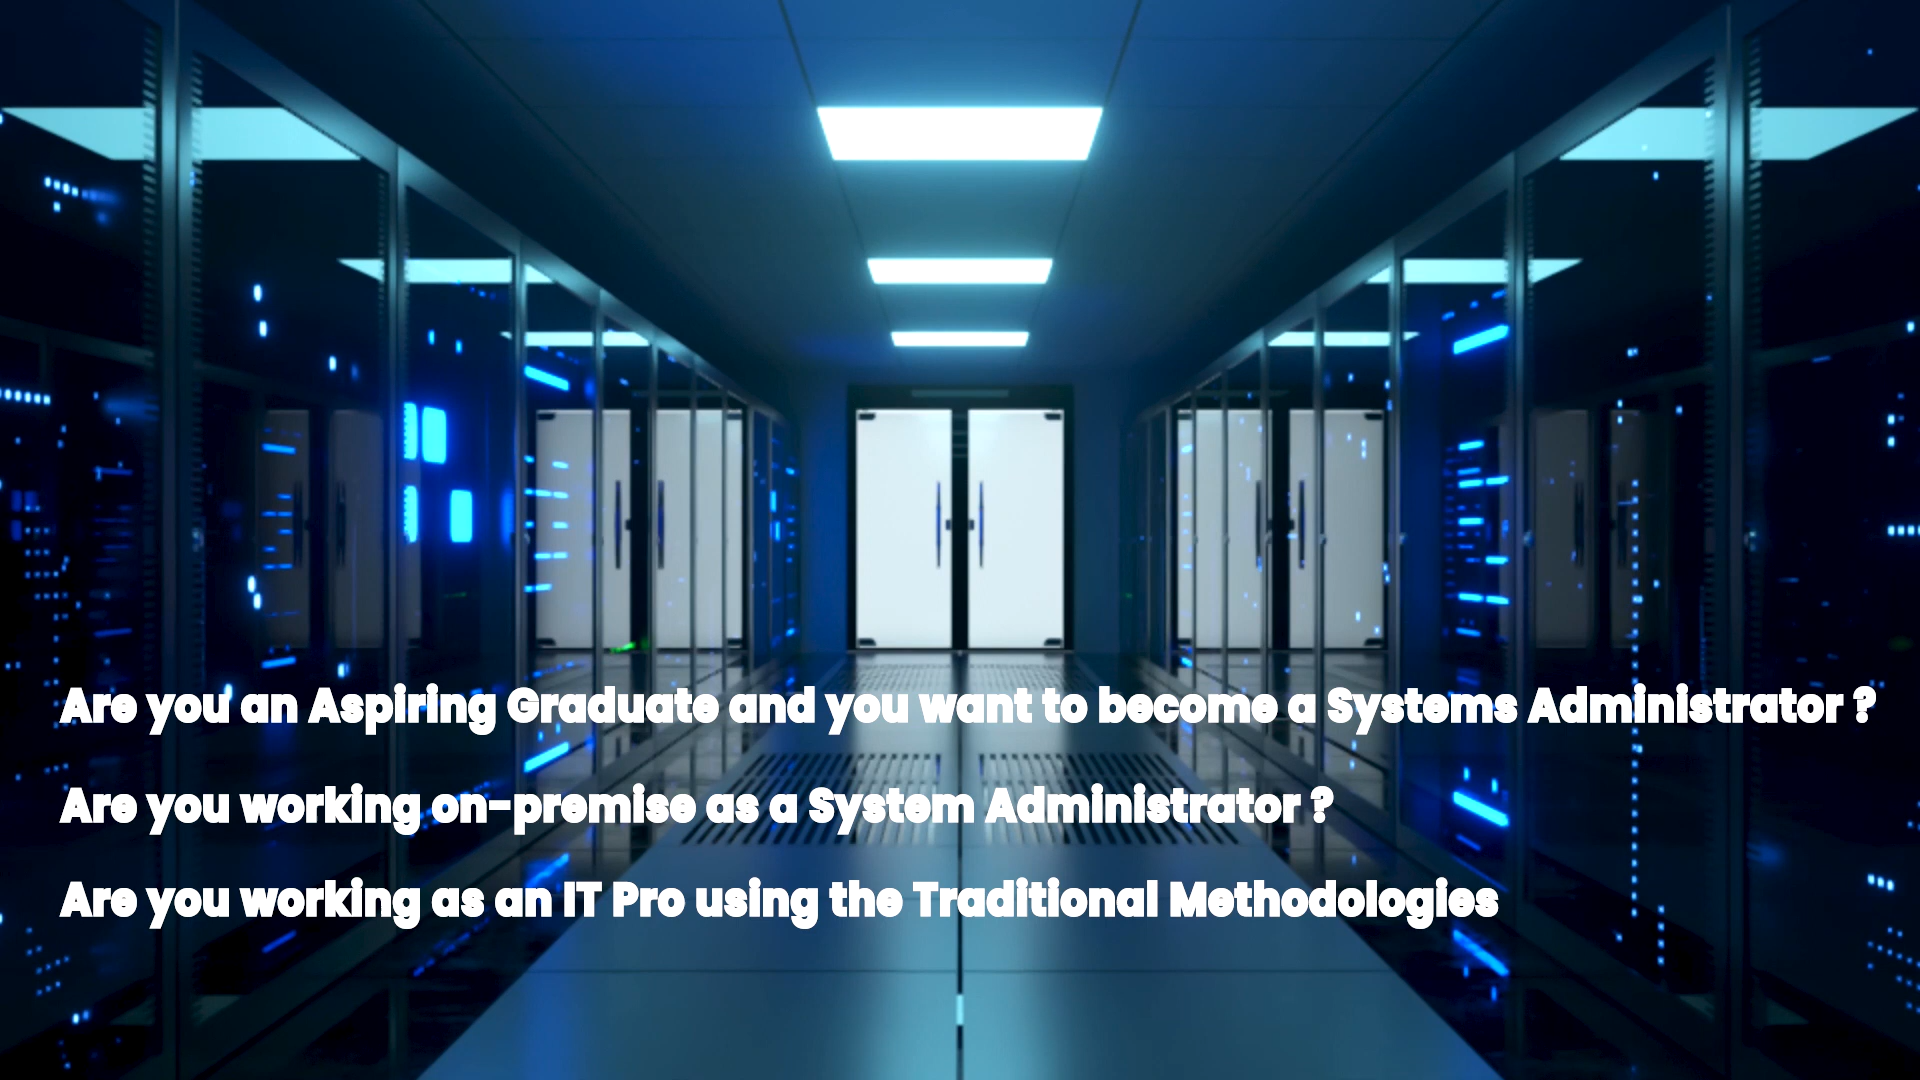 Are you an Aspiring Graduate and you want to become a Systems Administrator ?
Are you working on-premise as a System Administrator ?
Are you working as an IT Pro using the Traditional Methodologies